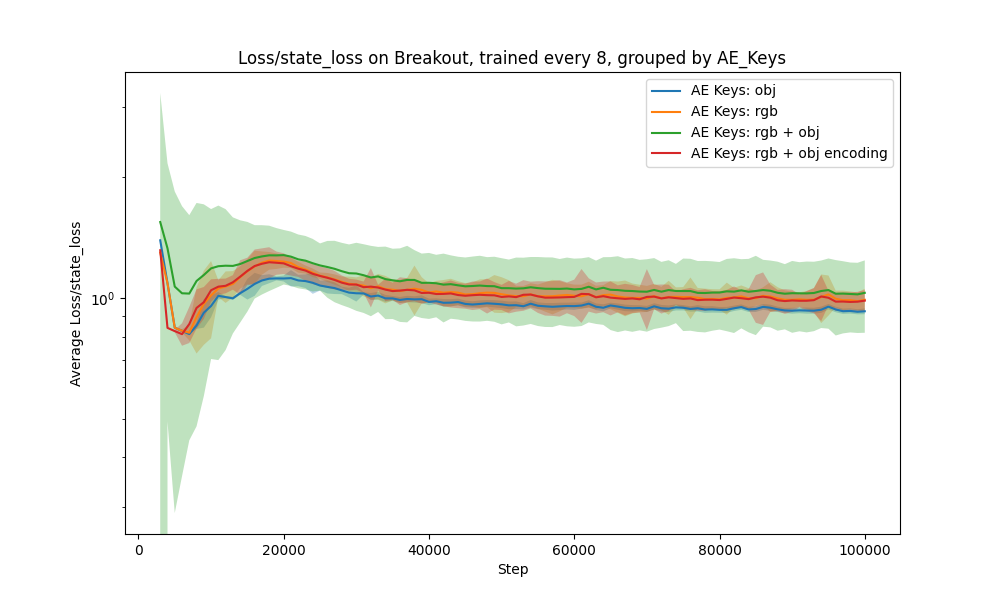 Loss/state_loss on Breakout, trained every 8, grouped by AE_Keys
AE Keys: obj
AE Keys: rgb
AE Keys: rgb + obj
AE Keys: rgb + obj encoding
Average Loss/state_loss
10⁰
0 20000 40000 60000 80000 100000
Step